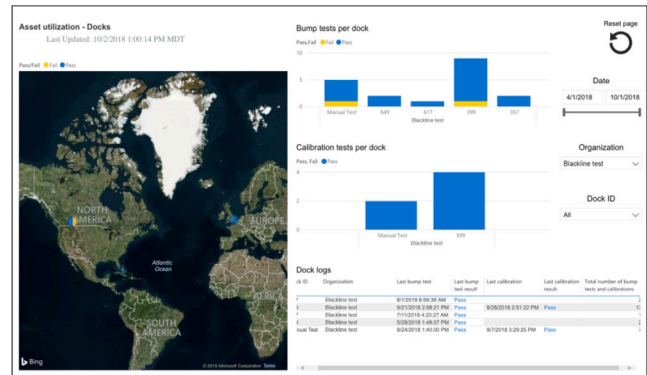 Asset utilization - Docks
Last Updated: 10/2/2018 1:00:14 PM MDT
Pass/Fail Fail Pass
NORTH
AMERICA
EUROPE
Atlantic
Ocean
AFRICA
SOUTH
AMERICA
Bing
© 2016 Microsoft Corporation Terms
Bump tests per dock
Pass, Fail Fail Pass
10
5
0
Manual Test 649 617 399 357
Blackline test
Calibration tests per dock
Pass, Fail Pass
4
2
0
Manual Test 399
Blackline test
Dock logs
ck ID Organization Last bump test Last bump Last calibration Last calibration Total number of bump
test result result tests and calibrations
Blackline test 8/1/2018 6:59:39 AM Pass
Blackline test 9/21/2018 2:58:21 PM Pass 8/28/2018 2:51:22 PM Pass
Blackline test 7/11/2018 4:20:27 AM Pass
Blackline test 5/28/2018 1:48:07 PM Pass
nual Test Blackline test 8/24/2018 1:40:00 PM Pass 9/7/2018 3:29:25 PM Pass
Reset page
Date
4/1/2018 10/1/2018
Organization
Blackline test
Dock ID
All